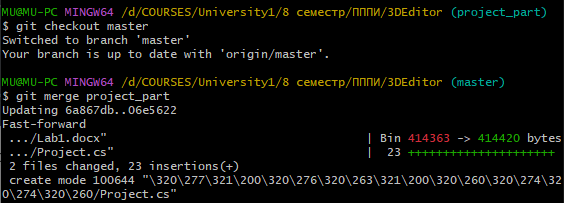 MU@MU-PC MINGW64 /d/COURSES/University1/8 семестр/ПППИ/3DEditor (project_part)
$ git checkout master
Switched to branch 'master'
Your branch is up to date with 'origin/master'.
MU@MU-PC MINGW64 /d/COURSES/University1/8 семестр/ПППИ/3DEditor (master)
$ git merge project_part
Updating 6a867db..06e5622
Fast-forward
.../Lab1.docx" | Bin 414363 -> 414420 bytes
.../Project.cs" | 23 +++++++++++++++++++++++
2 files changed, 23 insertions(+)
create mode 100644 "\320\277\321\200\320\276\320\263\321\200\320\260\320\274\32
0\274\320\260/Project.cs"